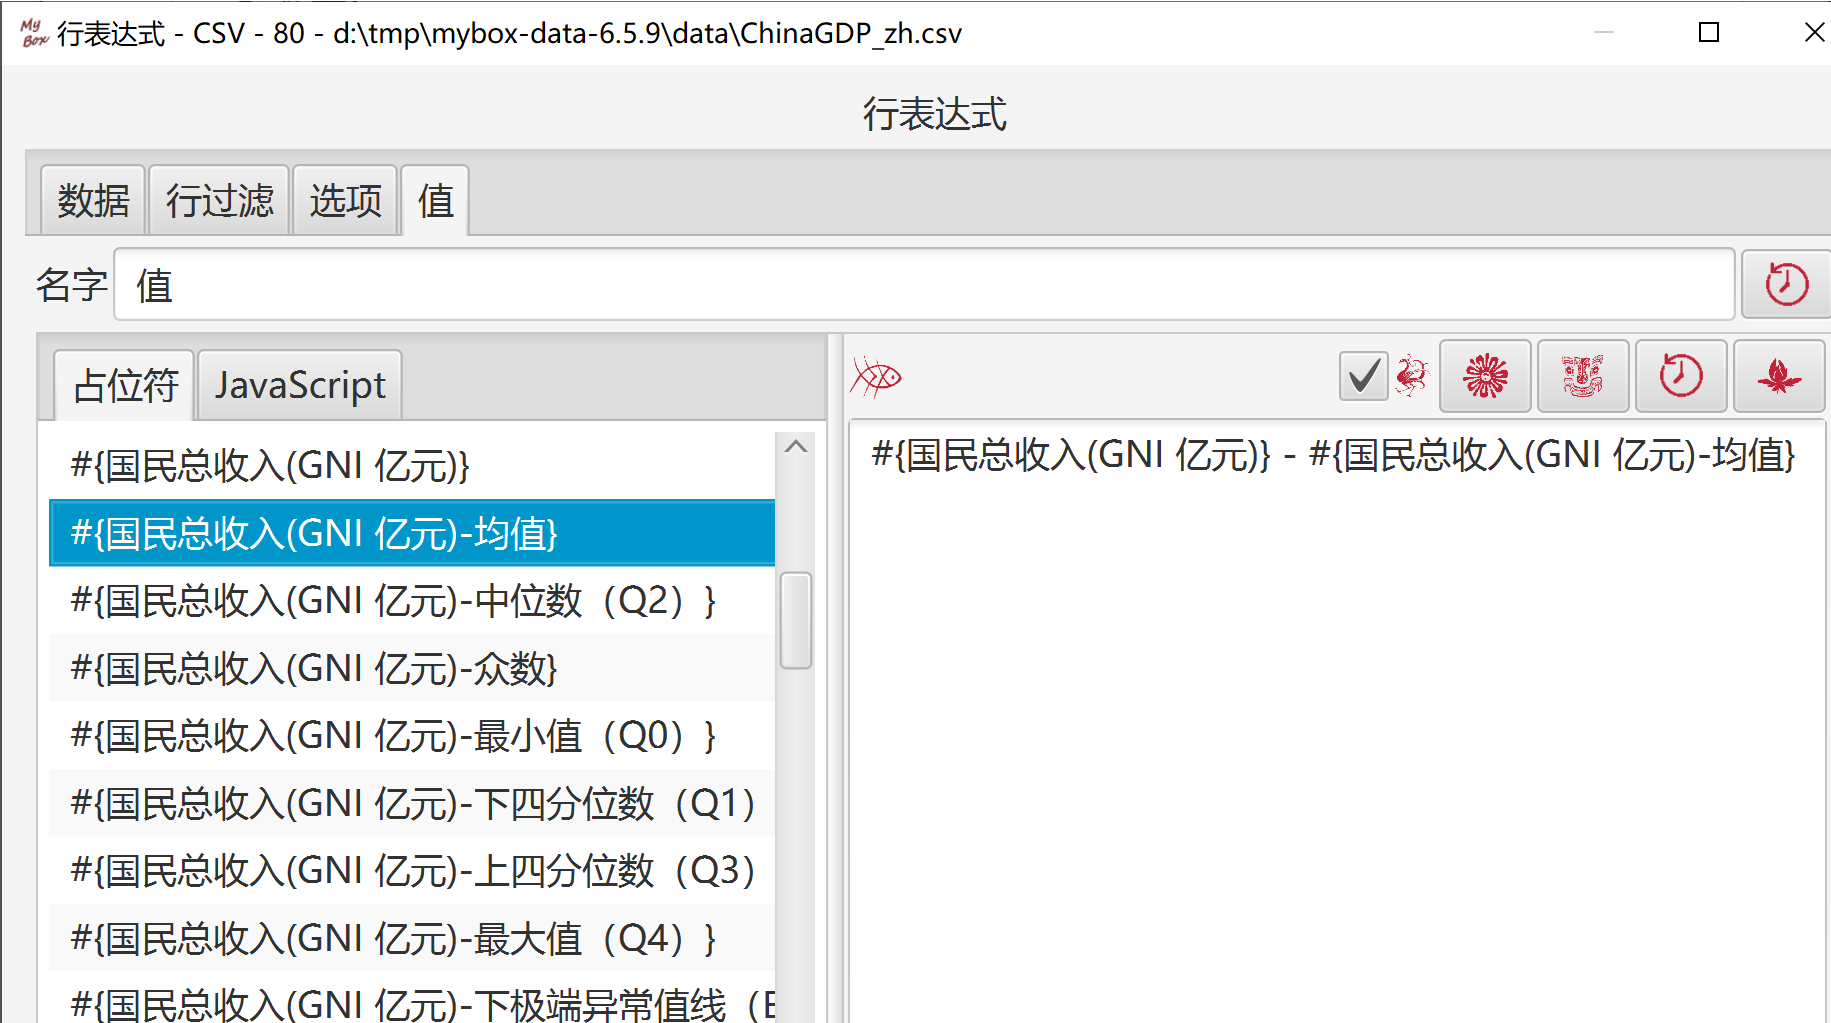 My Box 行表达式 - CSV - 80 - d:\tmp\mybox-data-6.5.9\data\ChinaGDP_zh.csv
行表达式
数据 行过滤 选项 值
名字 值
占位符 JavaScript
#{国民总收入(GNI 亿元)}
#{国民总收入(GNI 亿元)-均值}
#{国民总收入(GNI 亿元)-中位数（Q2）}
#{国民总收入(GNI 亿元)-众数}
#{国民总收入(GNI 亿元)-最小值（Q0）}
#{国民总收入(GNI 亿元)-下四分位数（Q1）
#{国民总收入(GNI 亿元)-上四分位数（Q3）
#{国民总收入(GNI 亿元)-最大值（Q4）}
#{国民总收入(GNI 亿元)-下极端异常值线（E
#{国民总收入(GNI 亿元)} - #{国民总收入(GNI 亿元)-均值}